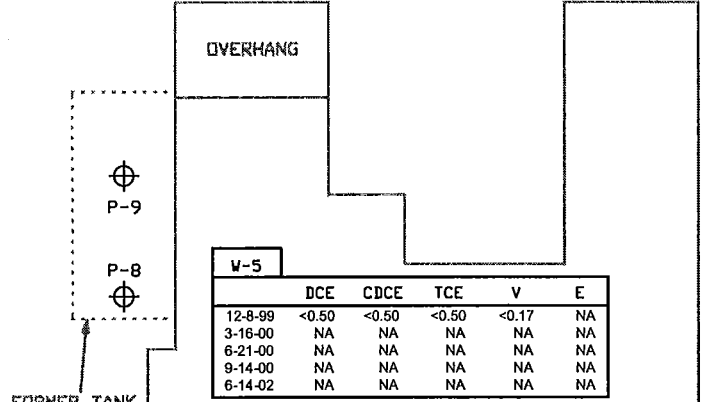 OVERHANG
P-9
P-8
W-5
DCE CDCE TCE V E
12-8-99 <0.50 <0.50 <0.50 <0.17 NA
3-16-00 NA NA NA NA NA
6-21-00 NA NA NA NA NA
9-14-00 NA NA NA NA NA
6-14-02 NA NA NA NA NA
FORMER TANK